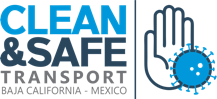 CLEAN
&SAFE
TRANSPORT
BAJA CALIFORNIA - MEXICO